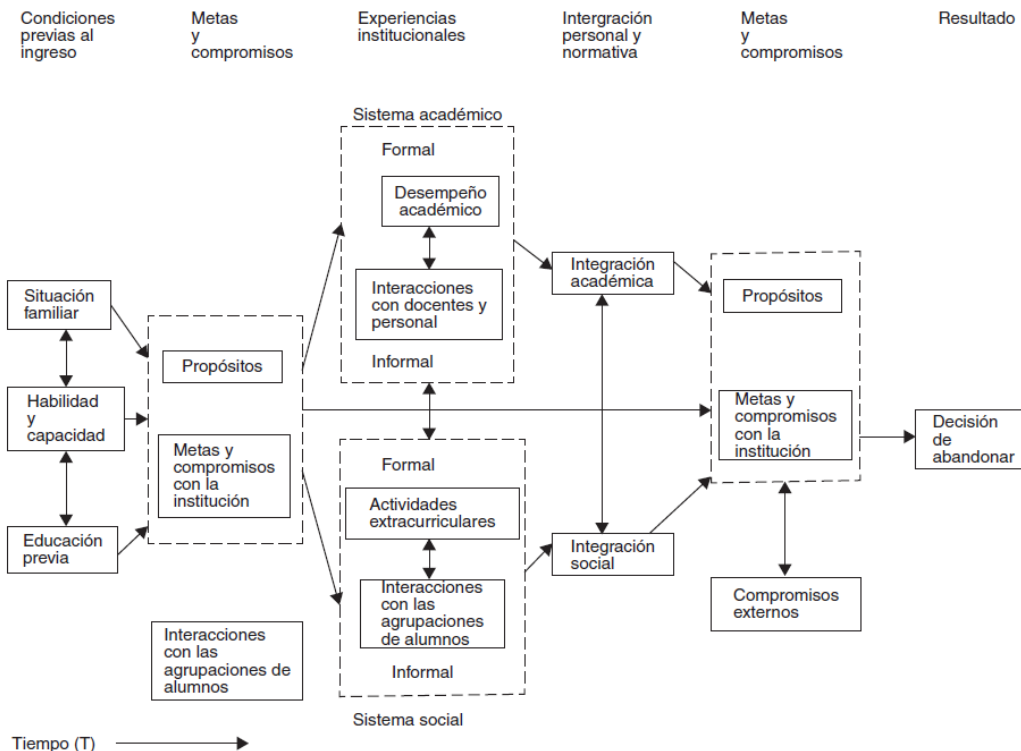 Condiciones
previas al
ingreso
Metas
y
compromisos
Experiencias
institucionales
Intergración
personal y
normativa
Metas
y
compromisos
Resultado
Sistema académico
Formal
Desempeño
académico
Interacciones
con docentes y
personal
Informal
Situación
familiar
Habilidad
y
capacidad
Educación
previa
Propósitos
Metas y
compromisos
con la
institución
Interacciones
con las
agrupaciones de
alumnos
Formal
Actividades
extracurriculares
Interacciones
con las
agrupaciones
de alumnos
Informal
Sistema social
Integración
académica
Integración
social
Propósitos
Metas y
compromisos
con la
institución
Compromisos
externos
Decisión
de
abandonar
Tiempo (T)